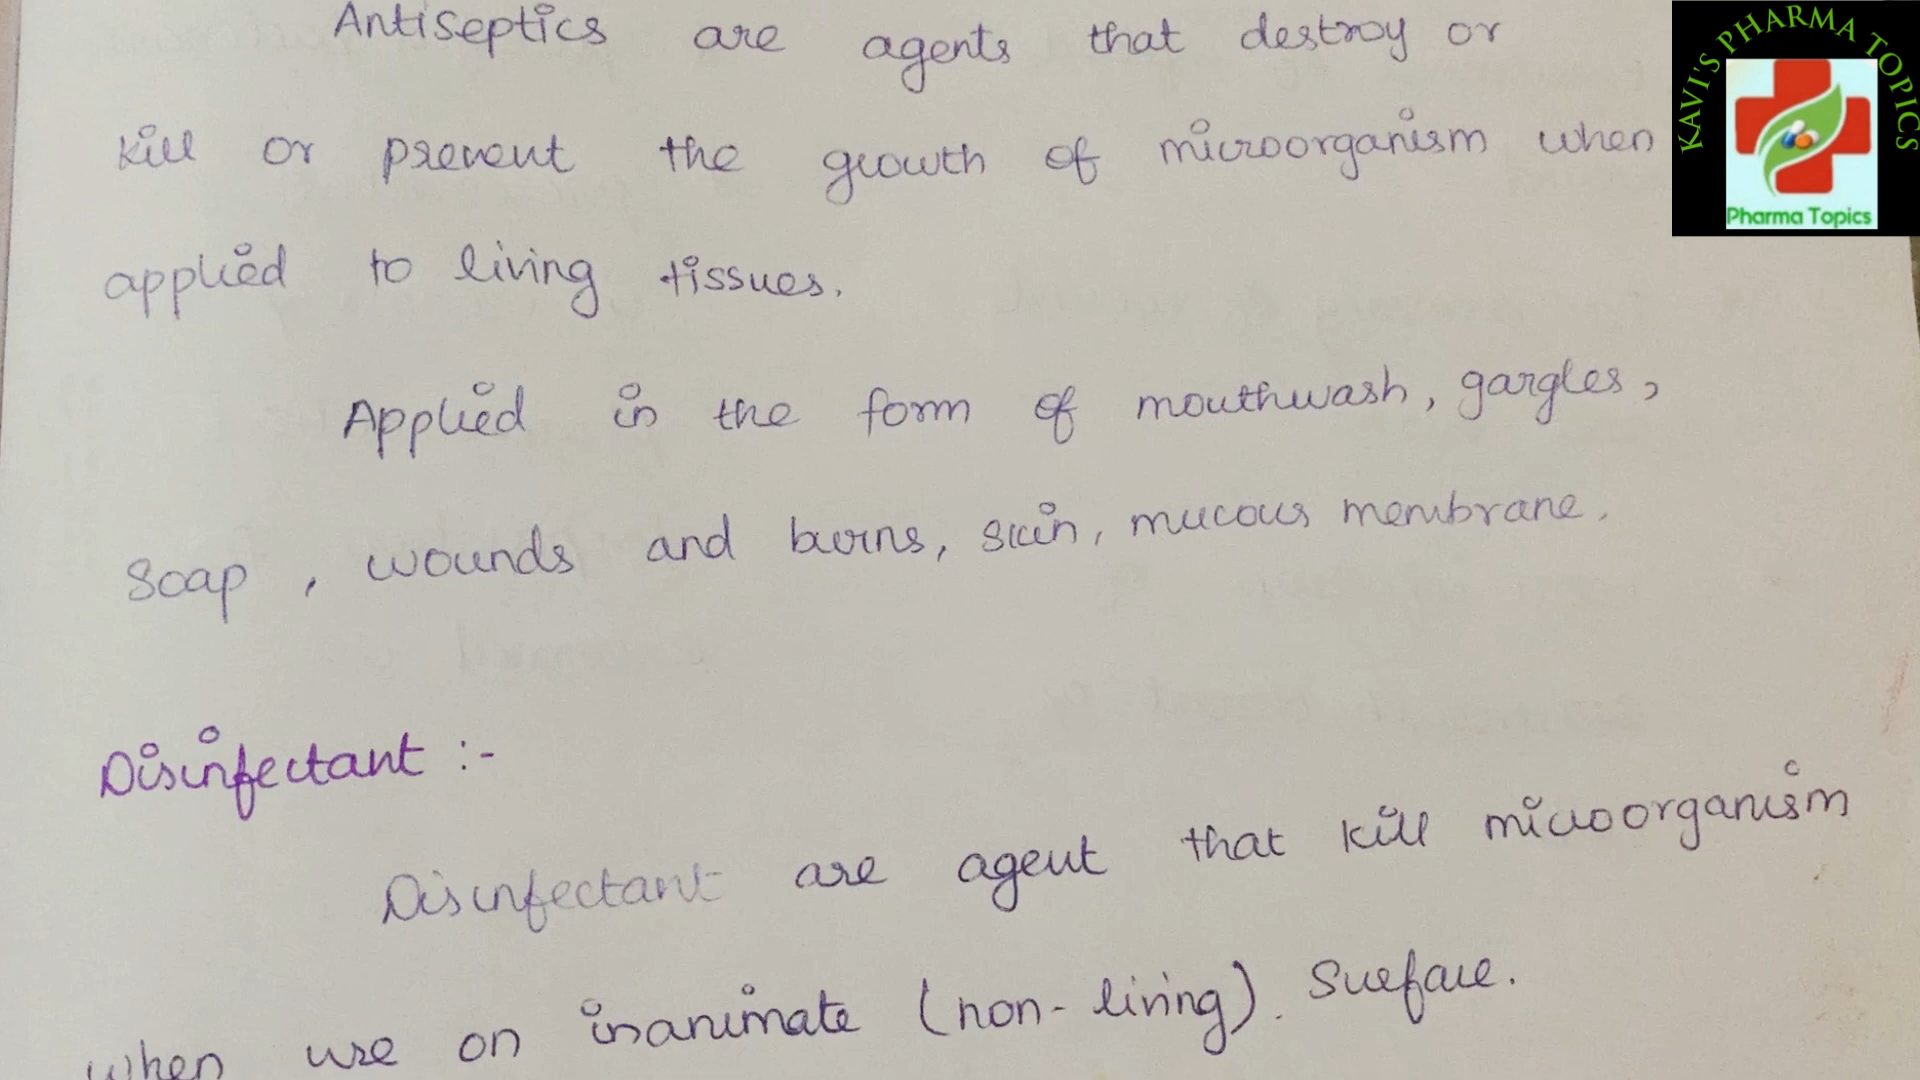 Antiseptics are agents that destroy or
kill or prevent the growth of microorganism when
applied to living tissues.
Applied in the form of mouthwash, gargles,
Soap, wounds and burns, skin, mucous membrane.
Disinfectant :-
Disinfectant are agent that kill microorganism
when use on inanimate (non-living). Surface.
KAVI'S PHARMA TOPICS
Pharma Topics